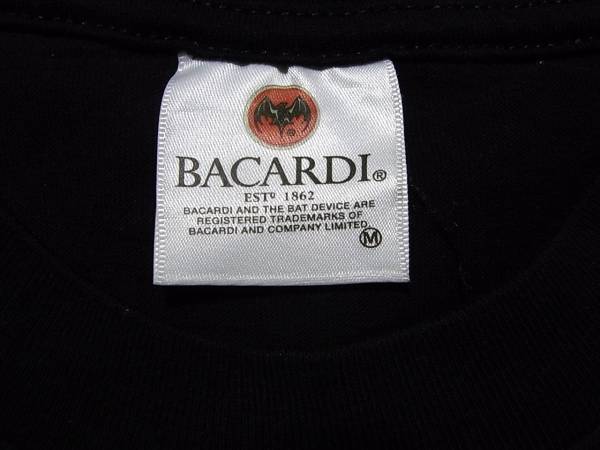 BACARDI®
ESTᴰ 1862
BACARDI AND THE BAT DEVICE ARE
REGISTERED TRADEMARKS OF
BACARDI AND COMPANY LIMITED
M